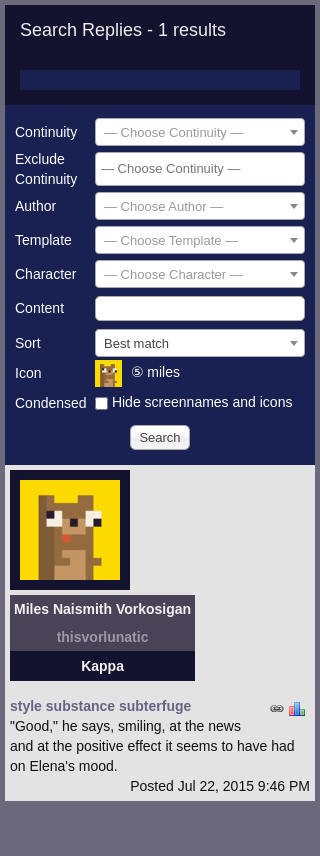 Search Replies - 1 results
Continuity
— Choose Continuity —
Exclude
Continuity
— Choose Continuity —
Author
— Choose Author —
Template
— Choose Template —
Character
— Choose Character —
Content
Sort
Best match
Icon
⑤ miles
Condensed
Hide screennames and icons
Search
Miles Naismith Vorkosigan
thisvorlunatic
Kappa
style substance subterfuge
"Good," he says, smiling, at the news
and at the positive effect it seems to have had
on Elena's mood.
Posted Jul 22, 2015 9:46 PM